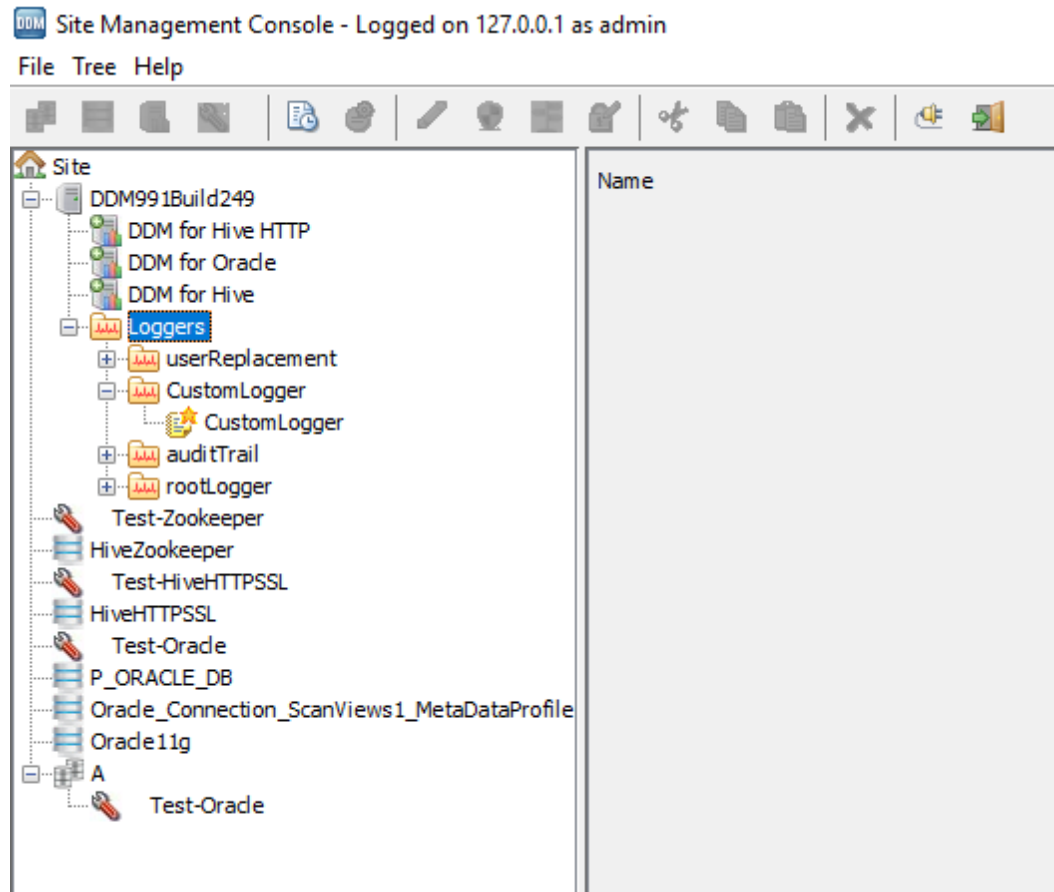 DDM Site Management Console - Logged on 127.0.0.1 as admin
File Tree Help
Site
DDM991Build249
DDM for Hive HTTP
DDM for Oracle
DDM for Hive
Loggers
userReplacement
CustomLogger
CustomLogger
auditTrail
rootLogger
Test-Zookeeper
HiveZookeeper
Test-HiveHTTPSSL
HiveHTTPSSL
Test-Oracle
P_ORACLE_DB
Oracle_Connection_ScanViews1_MetaDataProfile
Oracle11g
A
Test-Oracle
Name